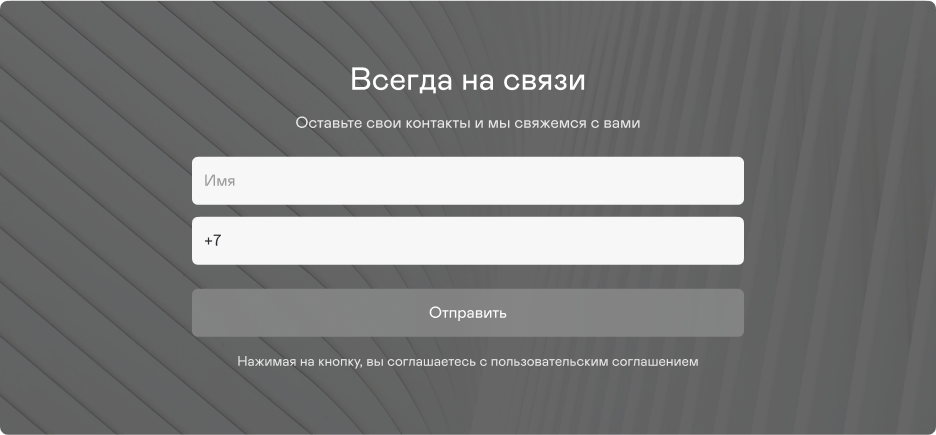 Всегда на связи
Оставьте свои контакты и мы свяжемся с вами
Имя
+7
Отправить
Нажимая на кнопку, вы соглашаетесь с пользовательским соглашением